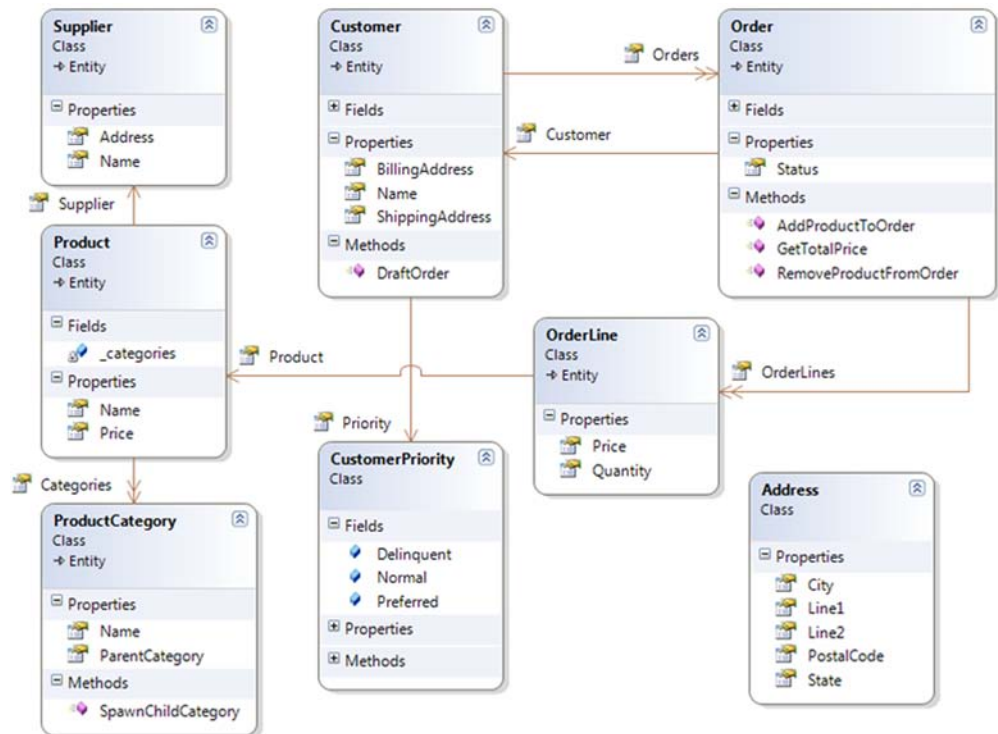 Supplier
Class
Entity
Properties
Address
Name
Supplier
Customer
Class
Entity
Fields
Properties
BillingAddress
Name
ShippingAddress
Methods
DraftOrder
Orders
Customer
Order
Class
Entity
Fields
Properties
Status
Methods
AddProductToOrder
GetTotalPrice
RemoveProductFromOrder
Product
Class
Entity
Fields
_categories
Properties
Name
Price
Product
OrderLine
Class
Entity
Properties
Price
Quantity
OrderLines
Priority
Categories
ProductCategory
Class
Entity
Properties
Name
ParentCategory
Methods
SpawnChildCategory
CustomerPriority
Class
Fields
Delinquent
Normal
Preferred
Properties
Methods
Address
Class
Properties
City
Line1
Line2
PostalCode
State